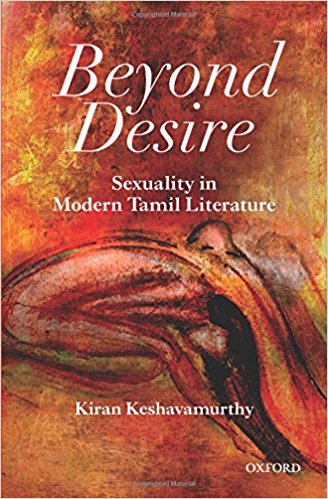 Beyond
Desire
Sexuality in
Modern Tamil Literature
Kiran Keshavamurthy
OXFORD